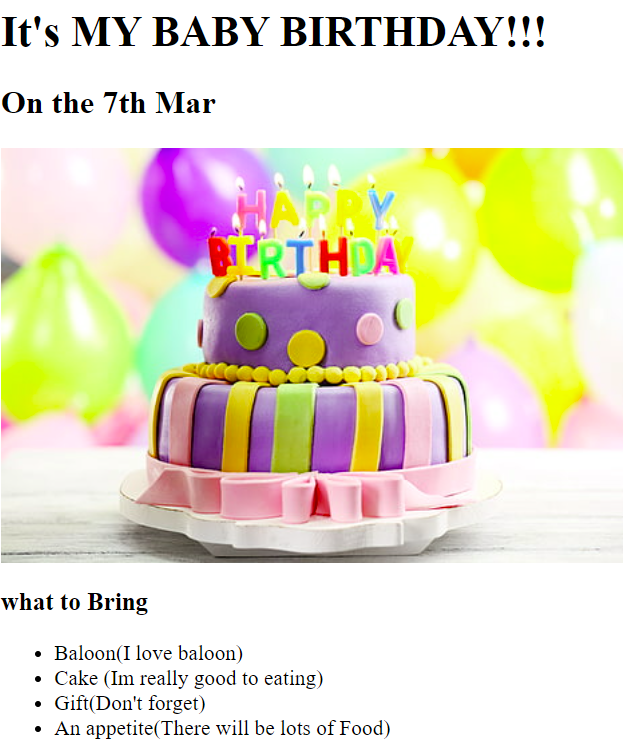 It's MY BABY BIRTHDAY!!!
On the 7th Mar
HAPPY
BIRTHDAY
what to Bring
Baloon(I love baloon)
Cake (Im really good to eating)
Gift(Don't forget)
An appetite(There will be lots of Food)